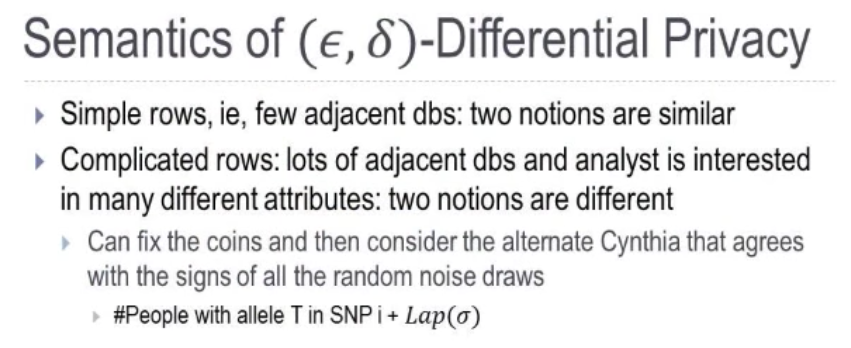 Semantics of (ϵ, δ)-Differential Privacy
Simple rows, ie, few adjacent dbs: two notions are similar
Complicated rows: lots of adjacent dbs and analyst is interested
in many different attributes: two notions are different
Can fix the coins and then consider the alternate Cynthia that agrees
with the signs of all the random noise draws
#People with allele T in SNP i + Lap(σ)